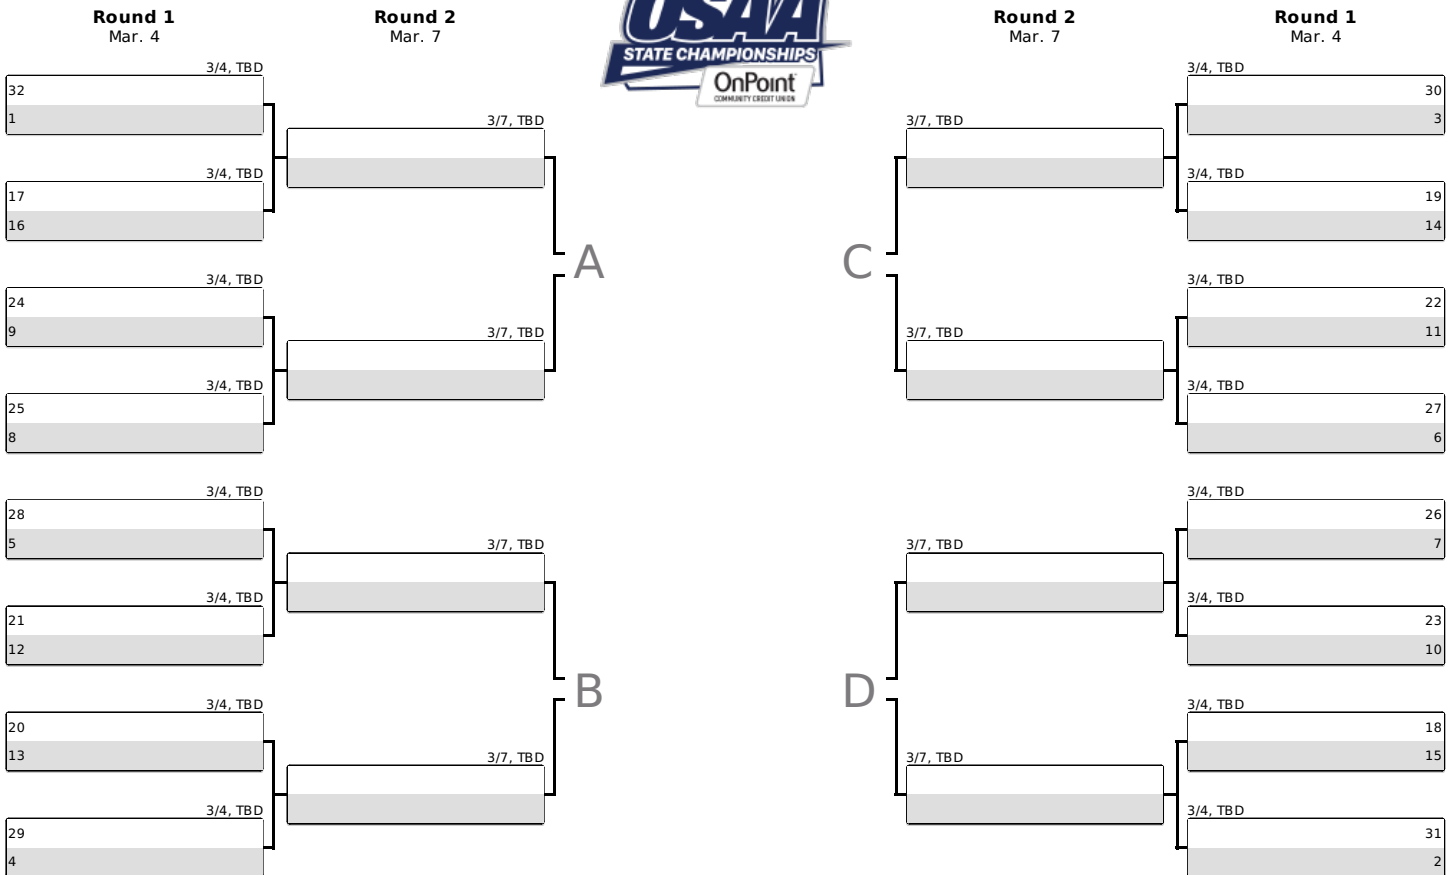 Round 1
Mar. 4
Round 2
Mar. 7
USAA
STATE CHAMPIONSHIPS
OnPoint
COMMUNITY CREDIT UNION
Round 2
Mar. 7
Round 1
Mar. 4
3/4, TBD
32
1
3/4, TBD
17
16
3/4, TBD
24
9
3/4, TBD
25
8
3/4, TBD
28
5
3/4, TBD
21
12
3/4, TBD
20
13
3/4, TBD
29
4
3/7, TBD
3/7, TBD
3/7, TBD
3/7, TBD
A
B
C
D
3/7, TBD
3/7, TBD
3/7, TBD
3/7, TBD
3/4, TBD
30
3
3/4, TBD
19
14
3/4, TBD
22
11
3/4, TBD
27
6
3/4, TBD
26
7
3/4, TBD
23
10
3/4, TBD
18
15
3/4, TBD
31
2